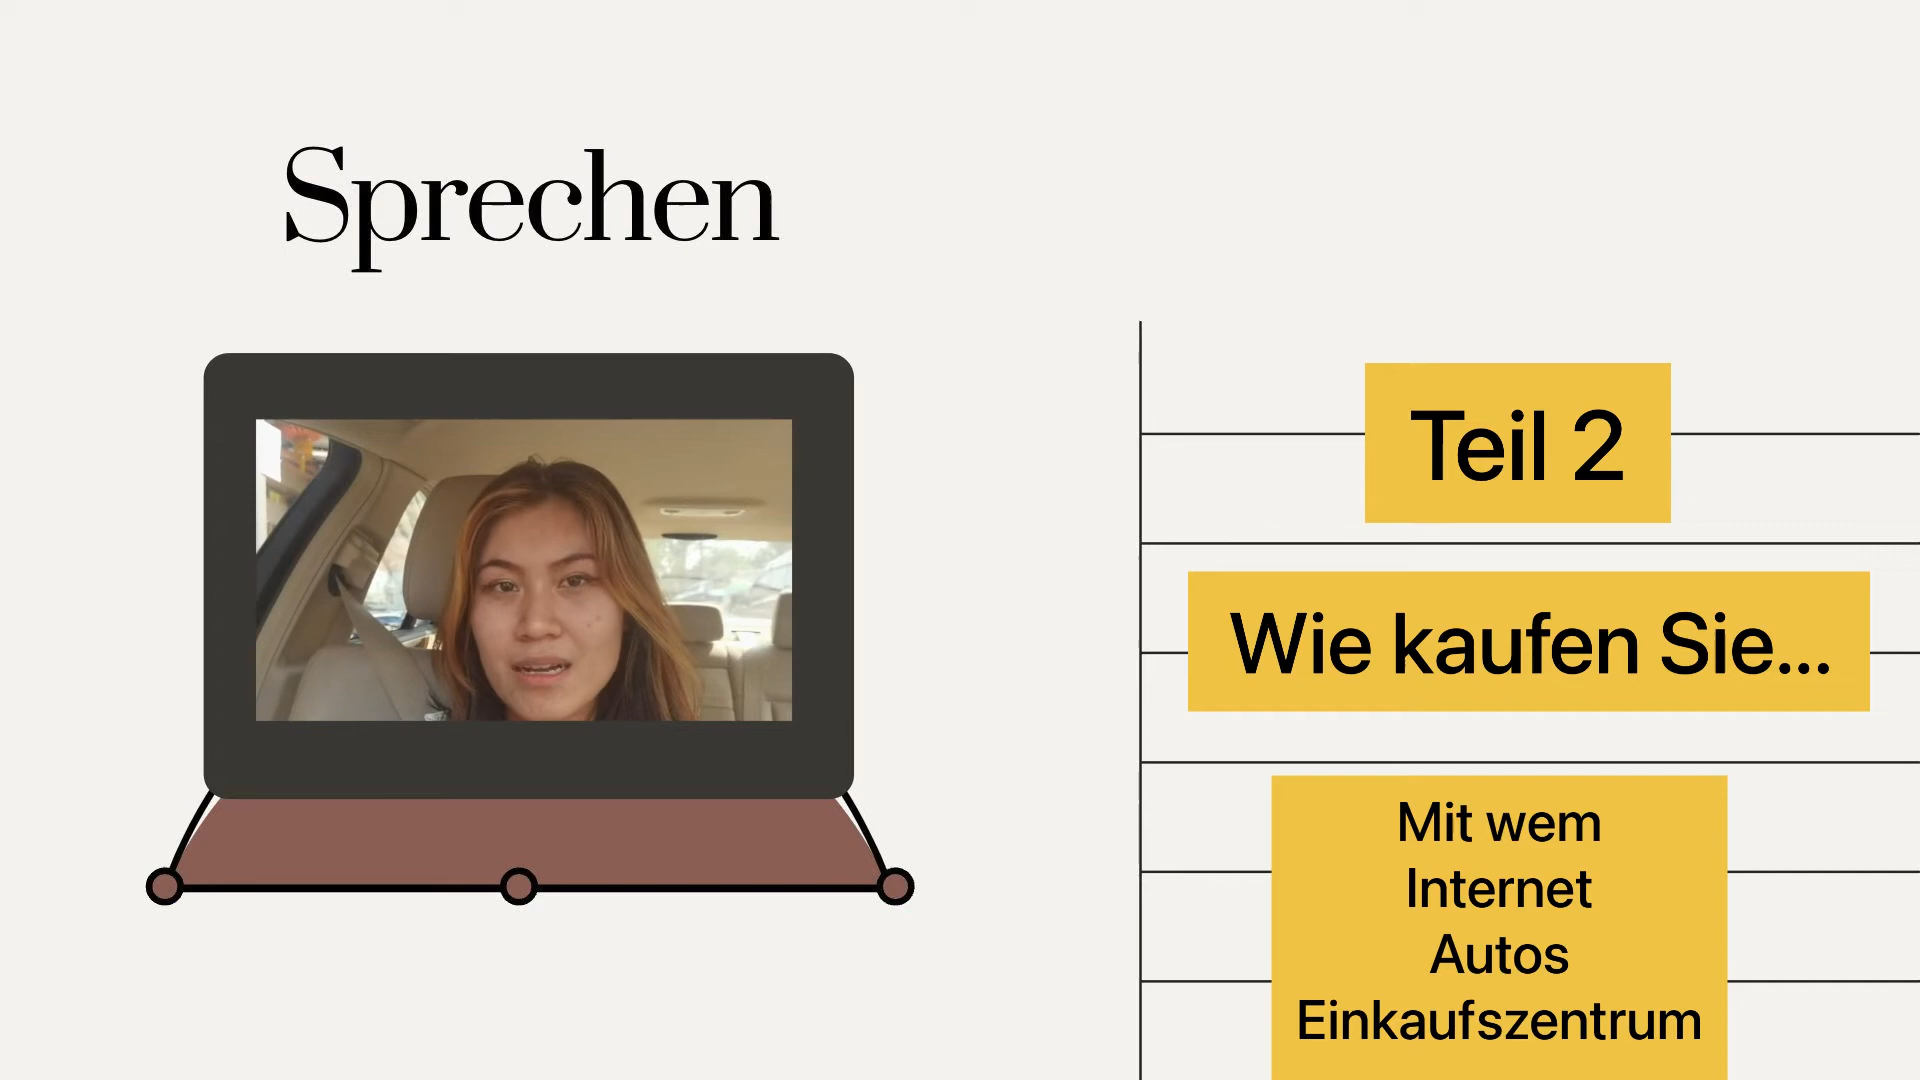 Sprechen
Teil 2
Wie kaufen Sie...
Mit wem
Internet
Autos
Einkaufszentrum